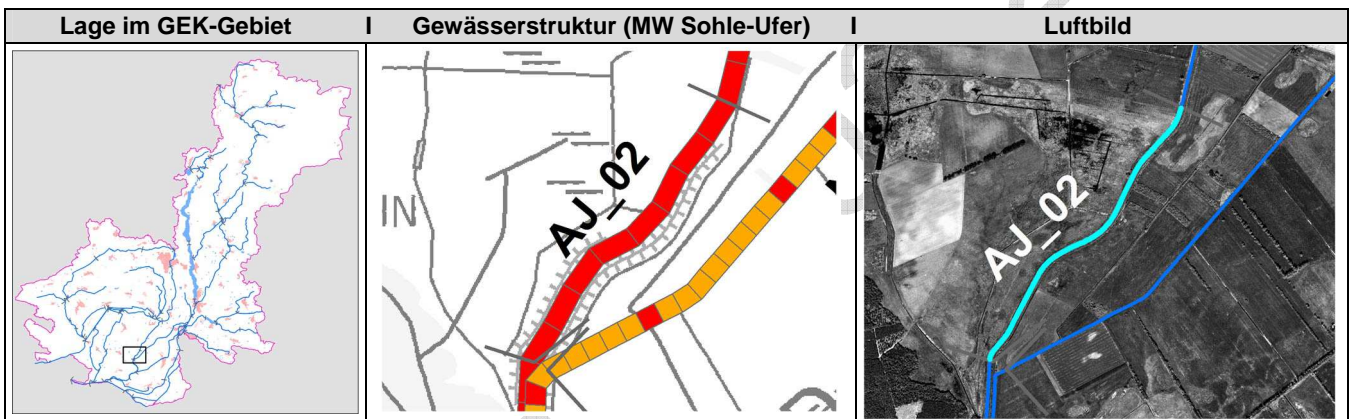 Lage im GEK-Gebiet I Gewässerstruktur (MW Sohle-Ufer) I Luftbild
IN
AJ_02
AJ_02